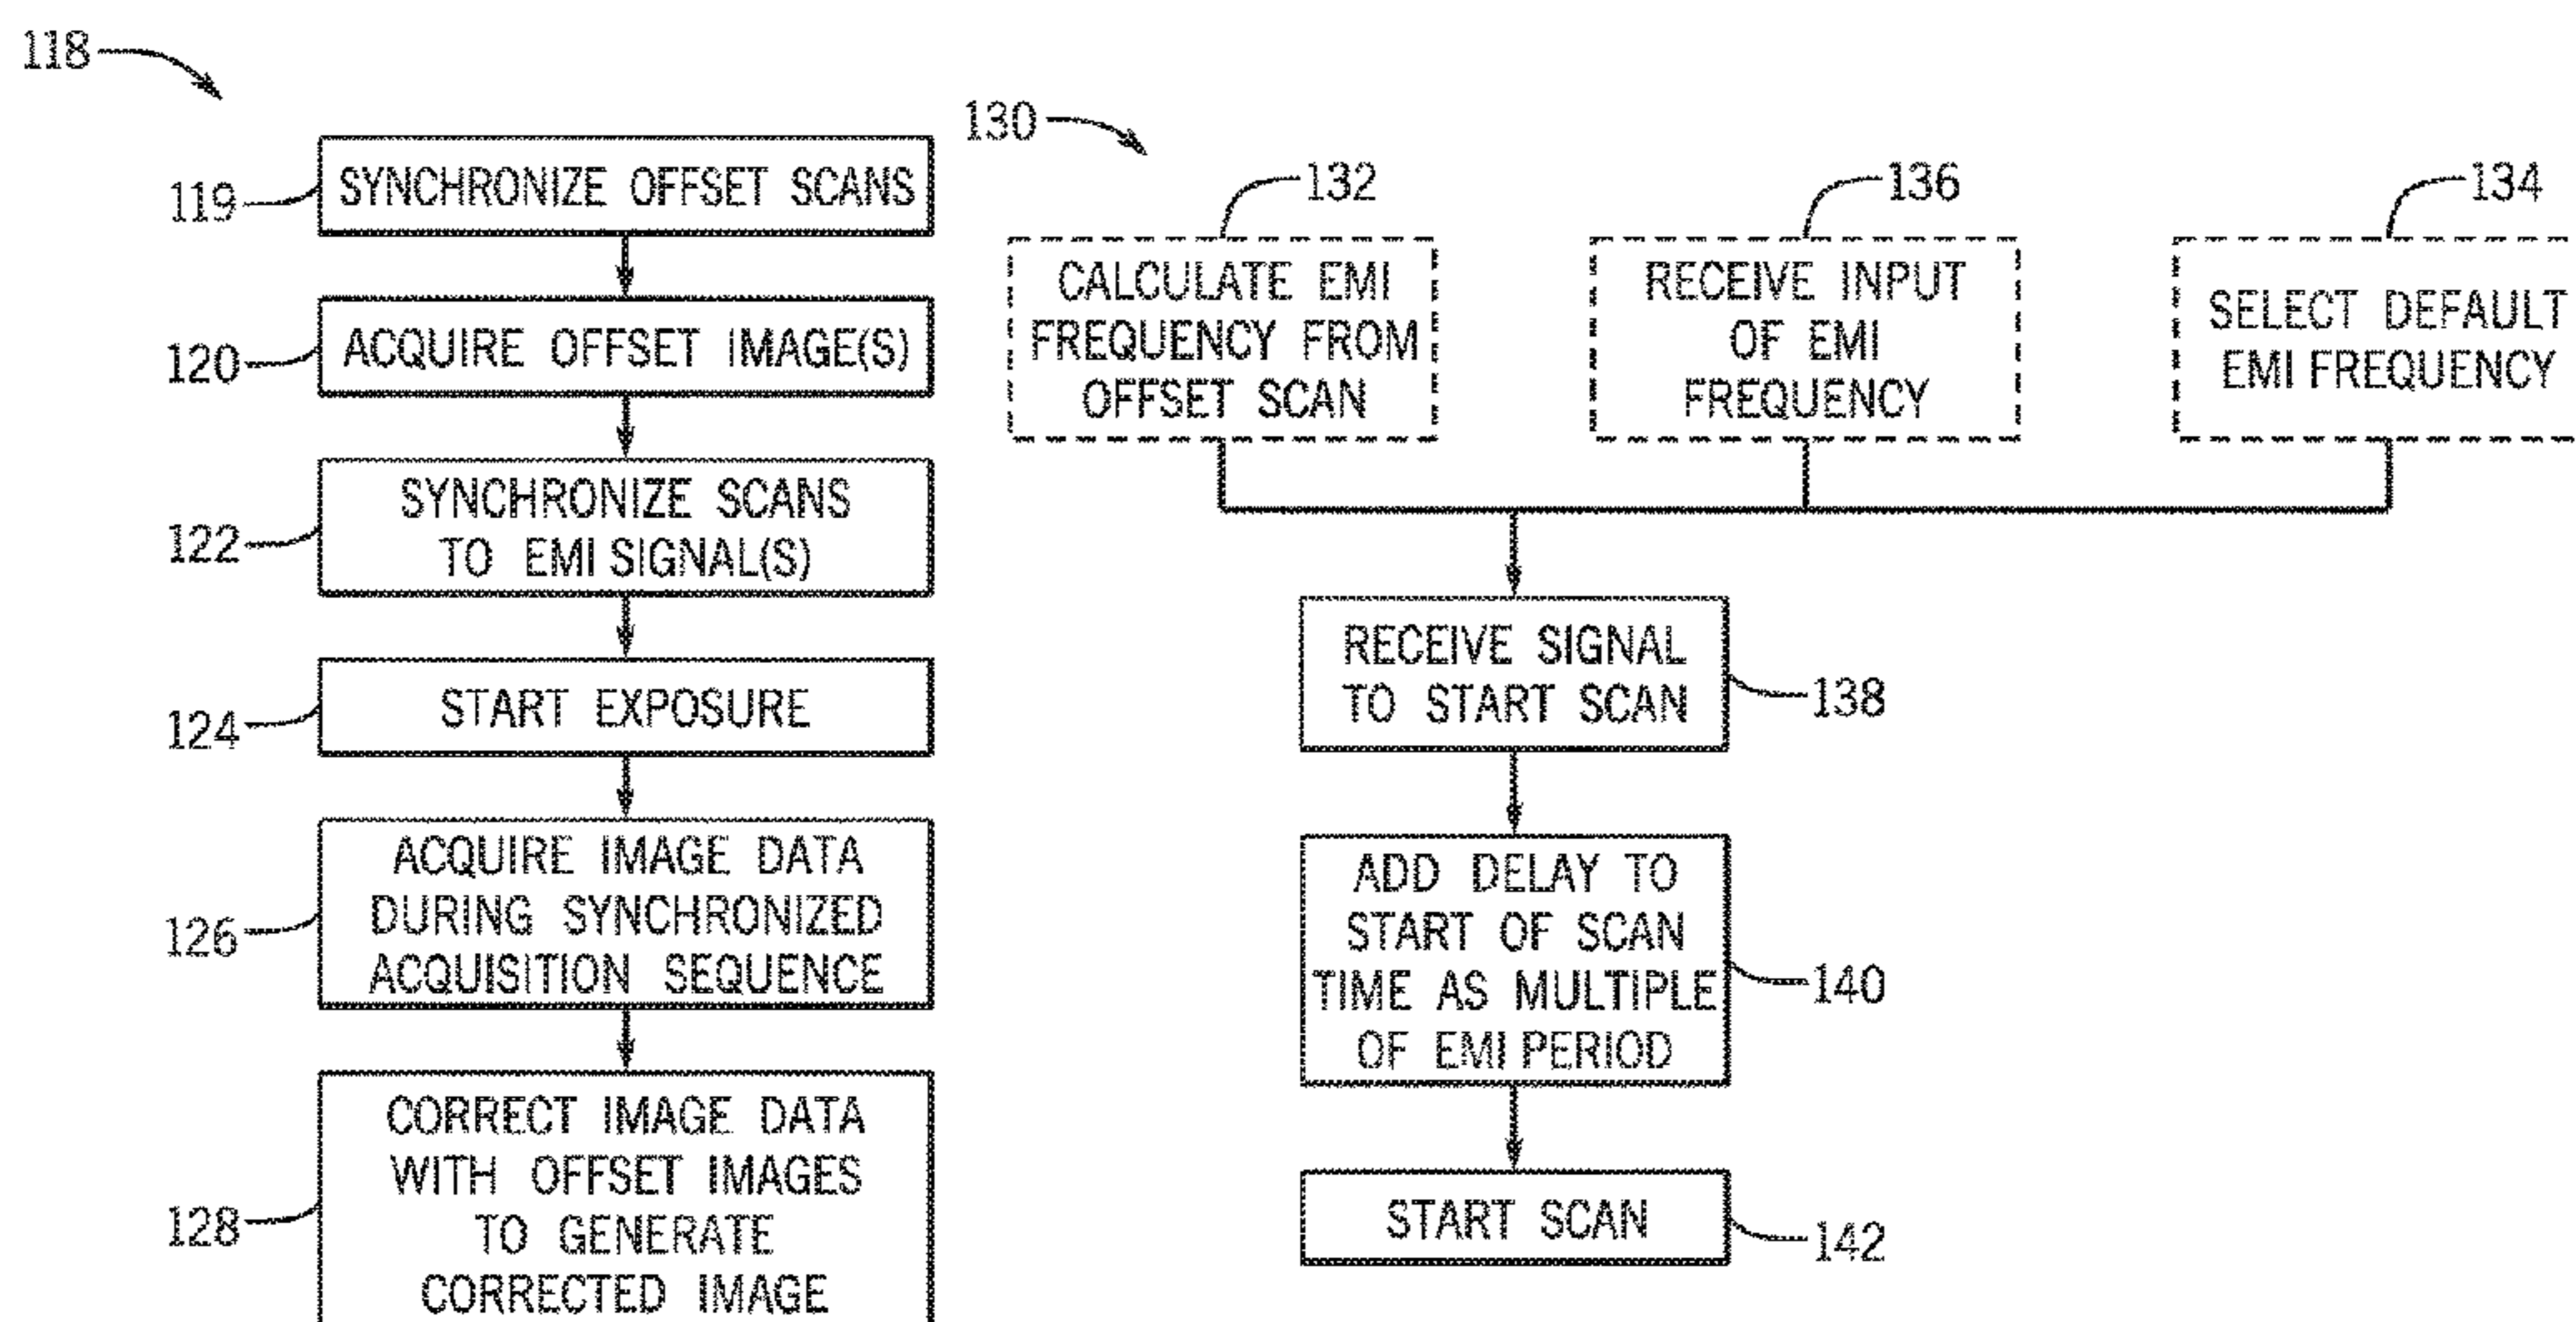 118
119
SYNCHRONIZE OFFSET SCANS
120
ACQUIRE OFFSET IMAGE(S)
122
SYNCHRONIZE SCANS
TO EMI SIGNAL(S)
124
START EXPOSURE
126
ACQUIRE IMAGE DATA
DURING SYNCHRONIZED
ACQUISITION SEQUENCE
128
CORRECT IMAGE DATA
WITH OFFSET IMAGES
TO GENERATE
CORRECTED IMAGE
130
132
CALCULATE EMI
FREQUENCY FROM
OFFSET SCAN
136
RECEIVE INPUT
OF EMI
FREQUENCY
134
SELECT DEFAULT
EMI FREQUENCY
RECEIVE SIGNAL
TO START SCAN
138
ADD DELAY TO
START OF SCAN
TIME AS MULTIPLE
OF EMI PERIOD
140
START SCAN
142